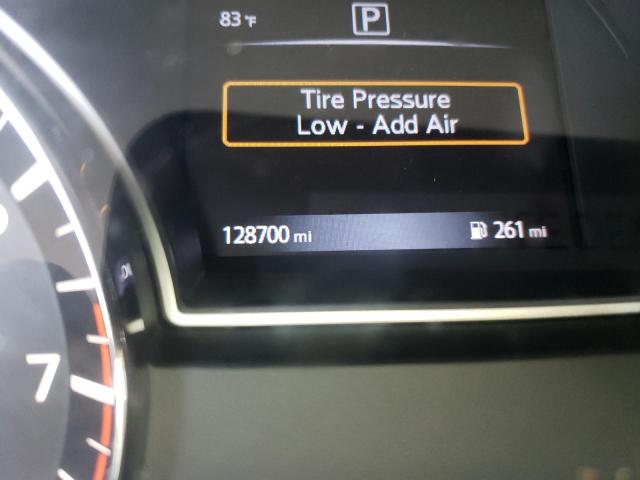 83°F
P
Tire Pressure
Low - Add Air
128700 mi
261 mi
7